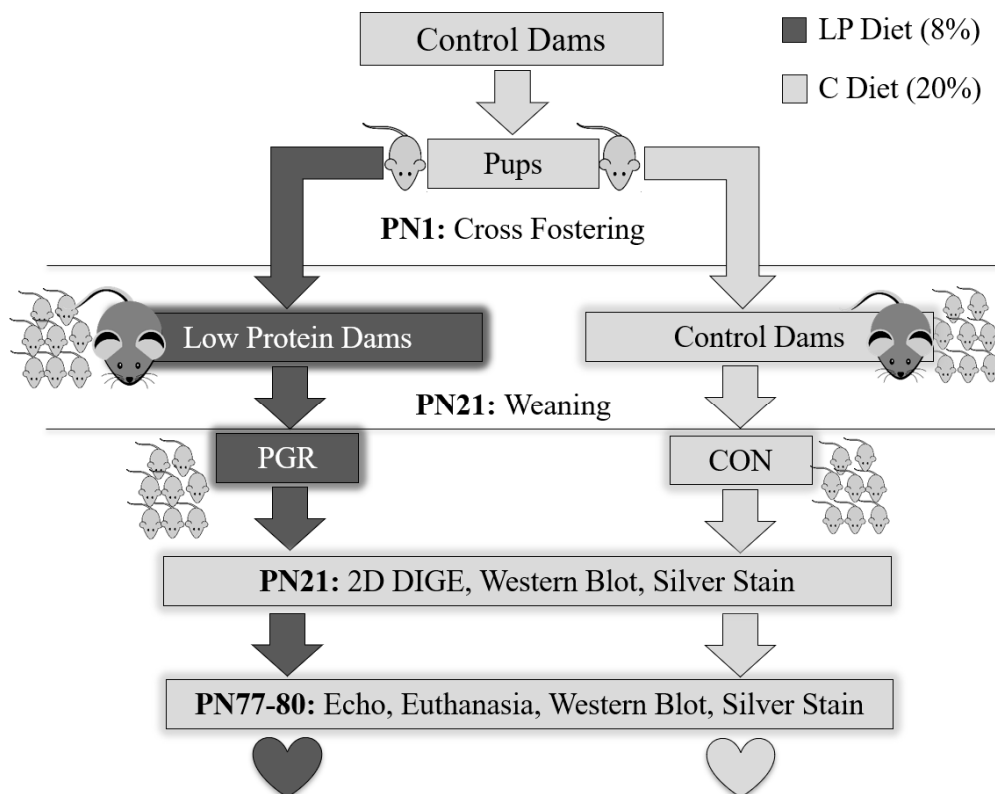 Control Dams
LP Diet (8%)
C Diet (20%)
Pups
PN1: Cross Fostering
Low Protein Dams
Control Dams
PN21: Weaning
PGR
CON
PN21: 2D DIGE, Western Blot, Silver Stain
PN77-80: Echo, Euthanasia, Western Blot, Silver Stain